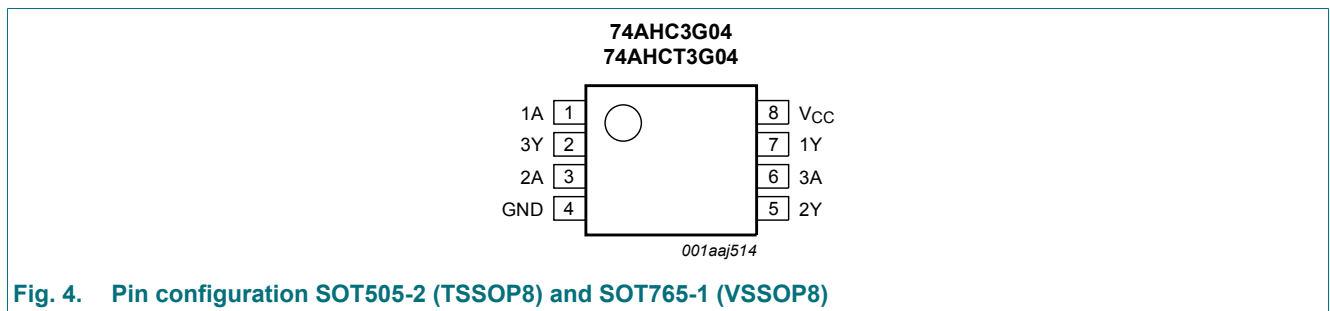 74AHC3G04
74AHCT3G04
1A 1 8 VCC
3Y 2 7 1Y
2A 3 6 3A
GND 4 5 2Y
001aaj514
Fig. 4. Pin configuration SOT505-2 (TSSOP8) and SOT765-1 (VSSOP8)